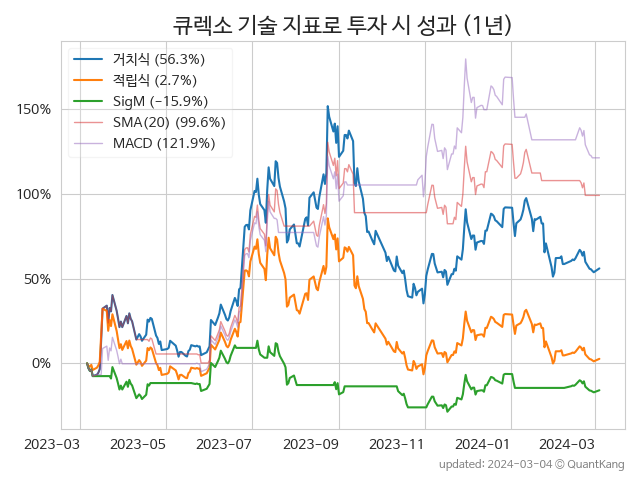 큐렉소 기술 지표로 투자 시 성과 (1년)
거치식 (56.3%)
적립식 (2.7%)
SigM (−15.9%)
SMA(20) (99.6%)
MACD (121.9%)
150%
100%
50%
0%
2023-03 2023-05 2023-07 2023-09 2023-11 2024-01 2024-03
updated: 2024-03-04 © QuantKang